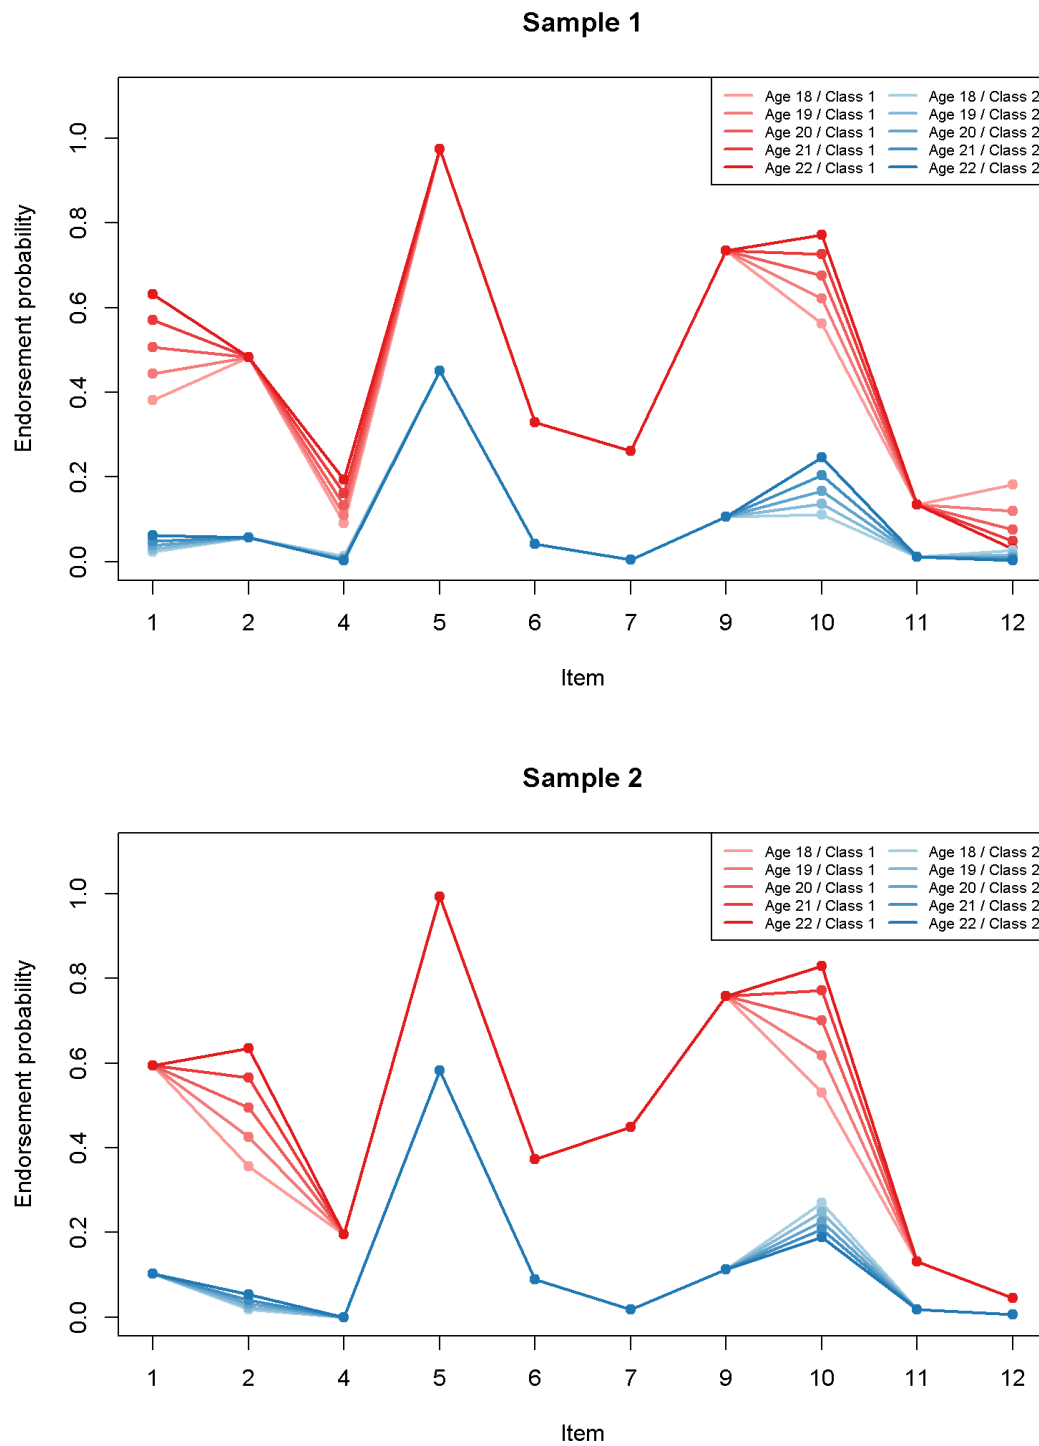 Sample 1
Age 18 / Class 1 Age 18 / Class 2
Age 19 / Class 1 Age 19 / Class 2
Age 20 / Class 1 Age 20 / Class 2
Age 21 / Class 1 Age 21 / Class 2
Age 22 / Class 1 Age 22 / Class 2
Endorsement probability
1.0
0.8
0.6
0.4
0.2
0.0
1 2 4 5 6 7 9 10 11 12
Item
Sample 2
Age 18 / Class 1 Age 18 / Class 2
Age 19 / Class 1 Age 19 / Class 2
Age 20 / Class 1 Age 20 / Class 2
Age 21 / Class 1 Age 21 / Class 2
Age 22 / Class 1 Age 22 / Class 2
Endorsement probability
1.0
0.8
0.6
0.4
0.2
0.0
1 2 4 5 6 7 9 10 11 12
Item